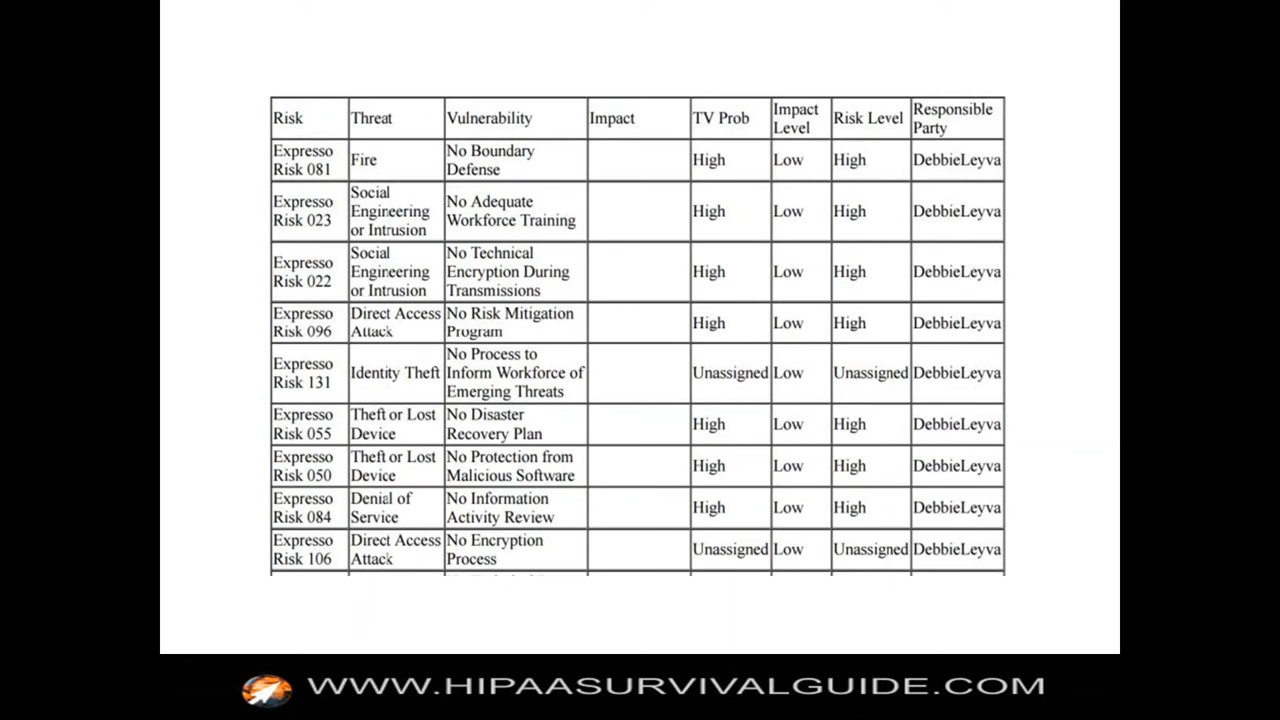 Risk Threat Vulnerability Impact TV Prob Impact Level Risk Level Responsible Party
Expresso Risk 081 Fire No Boundary Defense High Low High DebbieLeyva
Expresso Risk 023 Social Engineering or Intrusion No Adequate Workforce Training High Low High DebbieLeyva
Expresso Risk 022 Social Engineering or Intrusion No Technical Encryption During Transmissions High Low High DebbieLeyva
Expresso Risk 096 Direct Access Attack No Risk Mitigation Program High Low High DebbieLeyva
Expresso Risk 131 Identity Theft No Process to Inform Workforce of Emerging Threats Unassigned Low Unassigned DebbieLeyva
Expresso Risk 055 Theft or Lost Device No Disaster Recovery Plan High Low High DebbieLeyva
Expresso Risk 050 Theft or Lost Device No Protection from Malicious Software High Low High DebbieLeyva
Expresso Risk 084 Denial of Service No Information Activity Review High Low High DebbieLeyva
Expresso Risk 106 Direct Access Attack No Encryption Process Unassigned Low Unassigned DebbieLeyva
WWW.HIPAASURVIVALGUIDE.COM